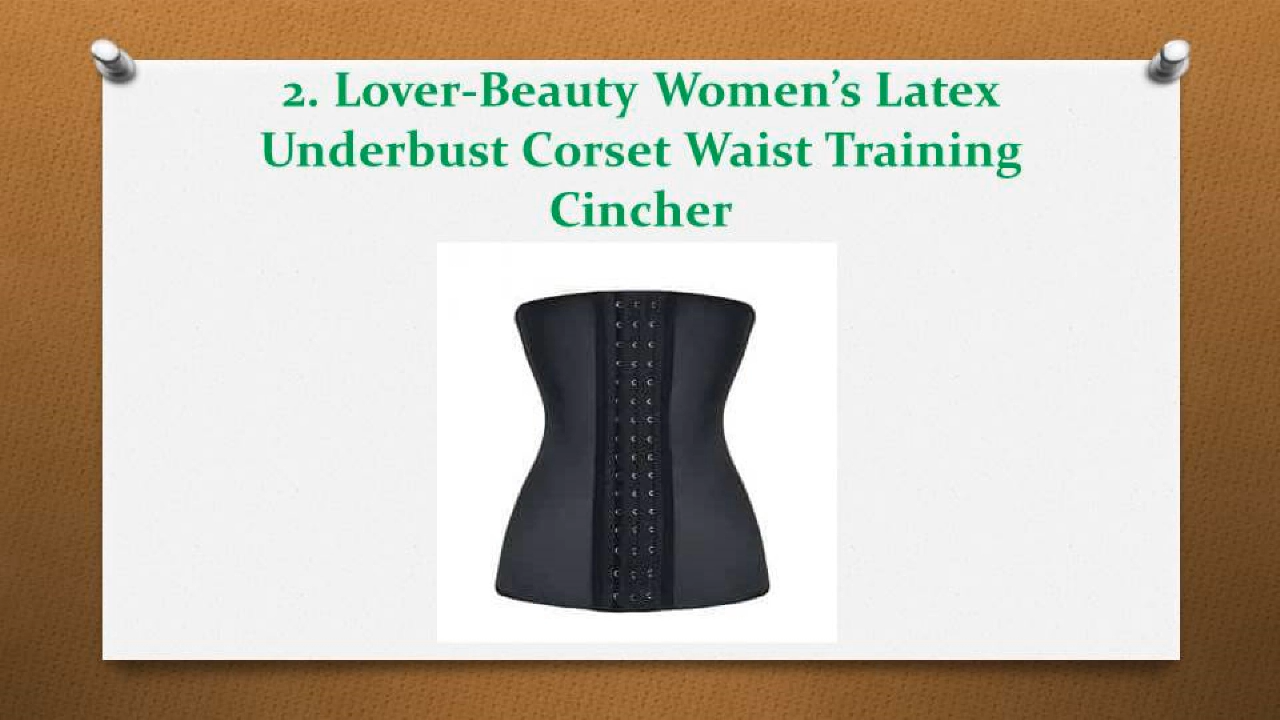 2. Lover-Beauty Women’s Latex
Underbust Corset Waist Training
Cincher